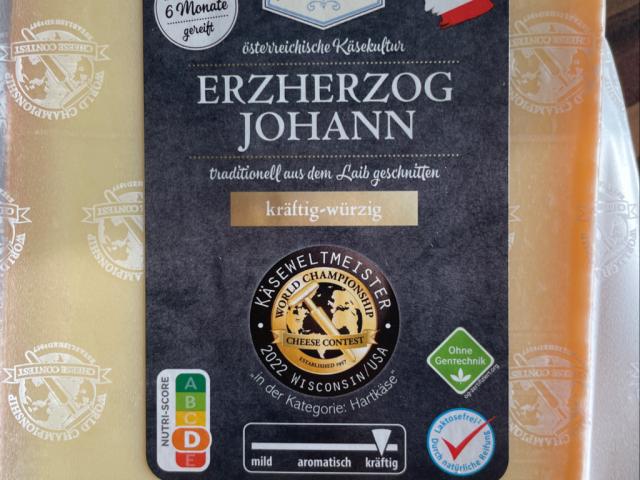 6 Monate
gereift
österreichische Käsekultur
ERZHERZOG
JOHANN
traditionell aus dem Laib geschnitten
kräftig-würzig
KÄSEWELTMEISTER
WORLD CHAMPIONSHIP
CHEESE CONTEST
ESTABLISHED 1957
2022 WISCONSIN/USA
„in der Kategorie: Hartkäse"
Ohne
Gentechnik
NUTRI-SCORE
A
B
C
D
E
mild aromatisch kräftig
Laktosefrei!
Durch natürliche Reifung
WORLD CHAMPIONSHIP
CHEESE CONTEST